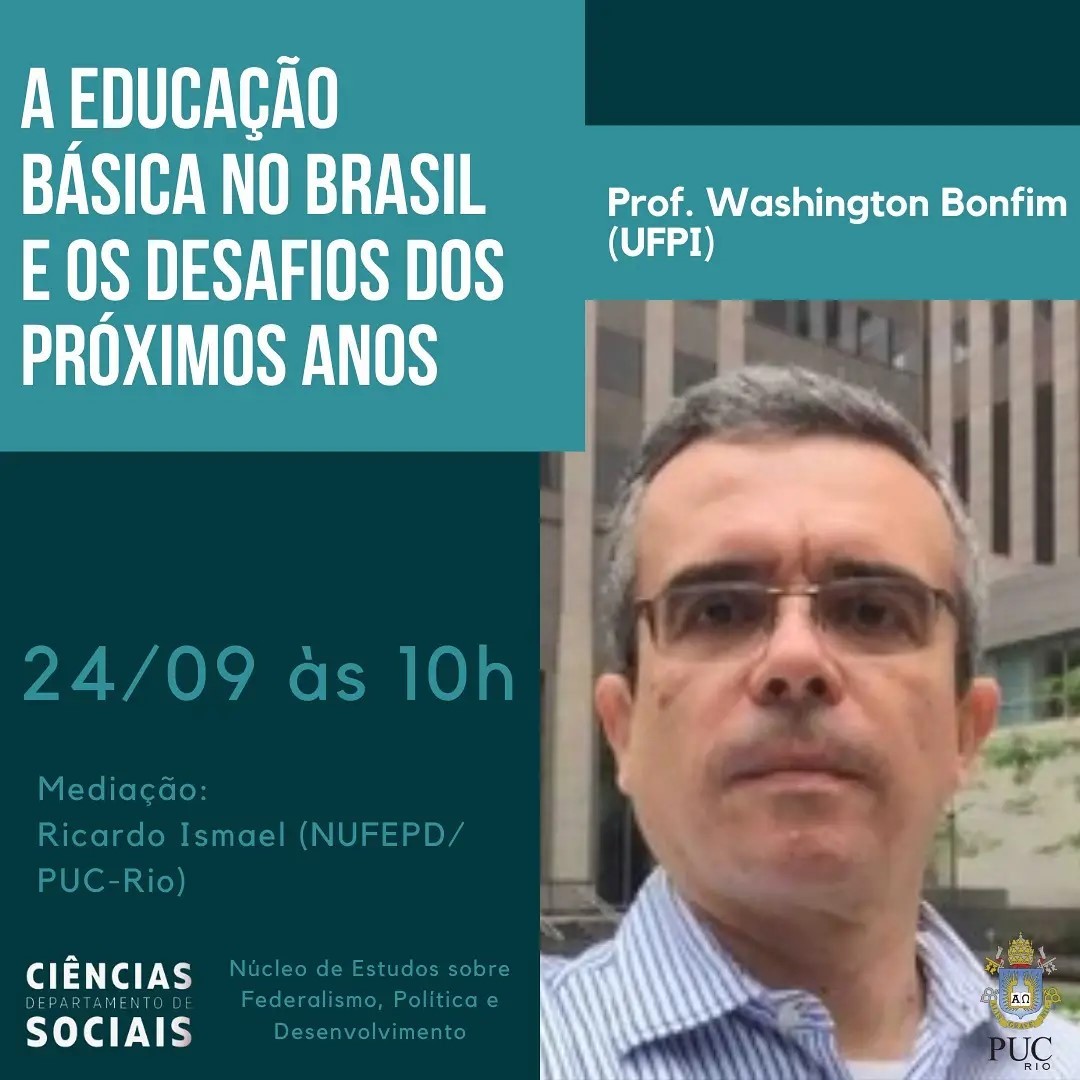 A EDUCAÇÃO
BÁSICA NO BRASIL
E OS DESAFIOS DOS
PRÓXIMOS ANOS
Prof. Washington Bonfim
(UFPI)
24/09 às 10h
Mediação:
Ricardo Ismael (NUFEPD/
PUC-Rio)
CIÊNCIAS
DEPARTAMENTO DE
SOCIAIS
Núcleo de Estudos sobre
Federalismo, Política e
Desenvolvimento
ΑΩ
PUC
RIO